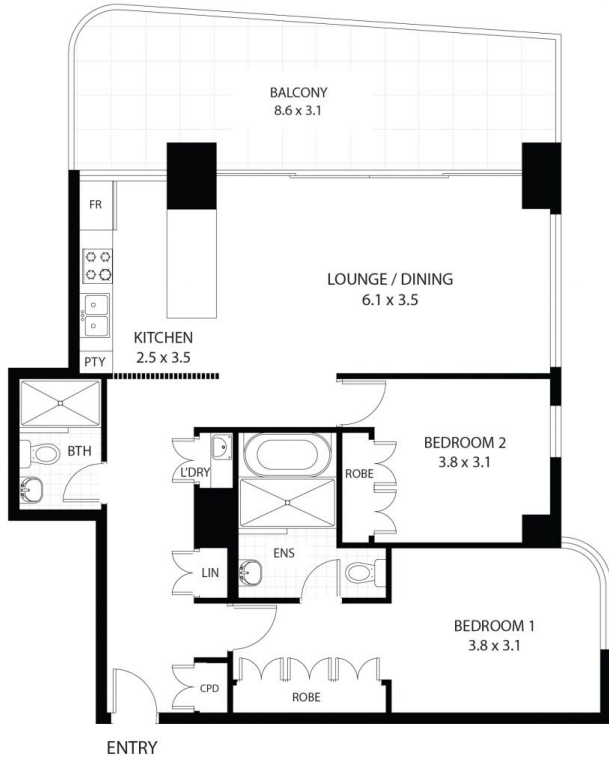 BALCONY
8.6 x 3.1
FR
LOUNGE / DINING
6.1 x 3.5
KITCHEN
2.5 x 3.5
PTY
BTH
L'DRY
ROBE
BEDROOM 2
3.8 x 3.1
ENS
LIN
BEDROOM 1
3.8 x 3.1
CPD
ROBE
ENTRY